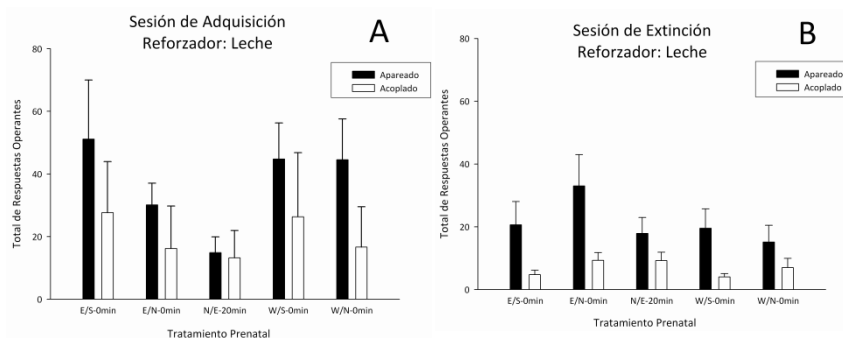 Sesión de Adquisición
Reforzador: Leche
A
Apareado
Acoplado
Total de Respuestas Operantes
80
60
40
20
0
E/S-0min E/N-0min N/E-20min W/S-0min W/N-0min
Tratamiento Prenatal
Sesión de Extinción
Reforzador: Leche
B
Apareado
Acoplado
Total de Respuestas Operantes
80
60
40
20
0
E/S-0min E/N-0min N/E-20min W/S-0min W/N-0min
Tratamiento Prenatal